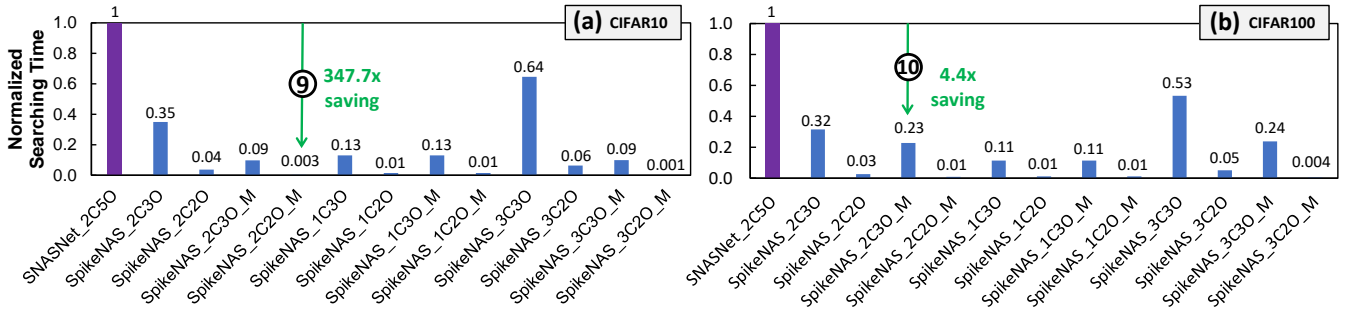 Normalized
Searching Time
1.0
0.8
0.6
0.4
0.2
0.0
1
0.35
0.04
0.09
0.003
0.13
0.01
0.13
0.01
0.64
0.06
0.09
0.001
9
347.7x
saving
(a) CIFAR10
SNASNet_2C5O
SpikeNAS_2C3O
SpikeNAS_2C2O
SpikeNAS_2C3O_M
SpikeNAS_2C2O_M
SpikeNAS_1C3O
SpikeNAS_1C2O
SpikeNAS_1C3O_M
SpikeNAS_1C2O_M
SpikeNAS_3C3O
SpikeNAS_3C2O
SpikeNAS_3C3O_M
SpikeNAS_3C2O_M
1.0
0.8
0.6
0.4
0.2
0.0
1
0.32
0.03
0.23
0.01
0.11
0.01
0.11
0.01
0.53
0.05
0.24
0.004
10
4.4x
saving
(b) CIFAR100
SNASNet_2C5O
SpikeNAS_2C3O
SpikeNAS_2C2O
SpikeNAS_2C3O_M
SpikeNAS_2C2O_M
SpikeNAS_1C3O
SpikeNAS_1C2O
SpikeNAS_1C3O_M
SpikeNAS_1C2O_M
SpikeNAS_3C3O
SpikeNAS_3C2O
SpikeNAS_3C3O_M
SpikeNAS_3C2O_M